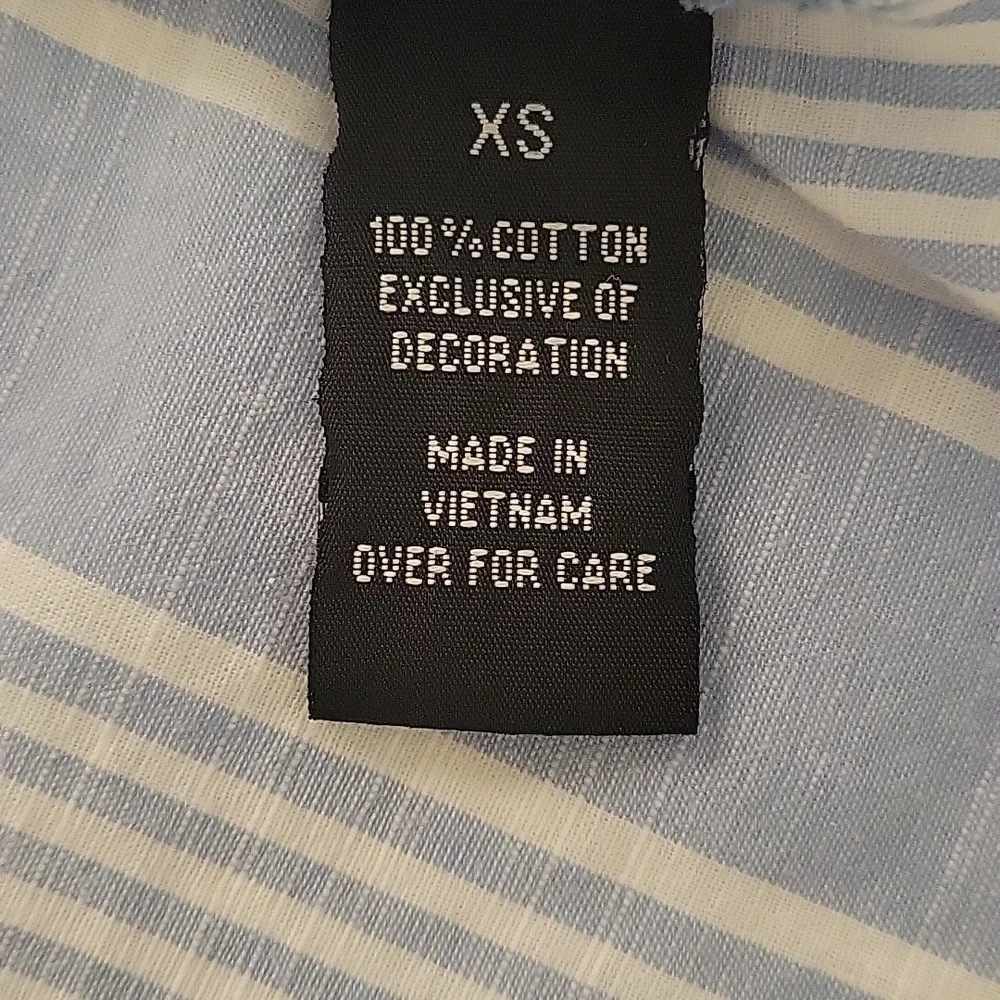 XS
100% COTTON
EXCLUSIVE OF
DECORATION
MADE IN
VIETNAM
OVER FOR CARE